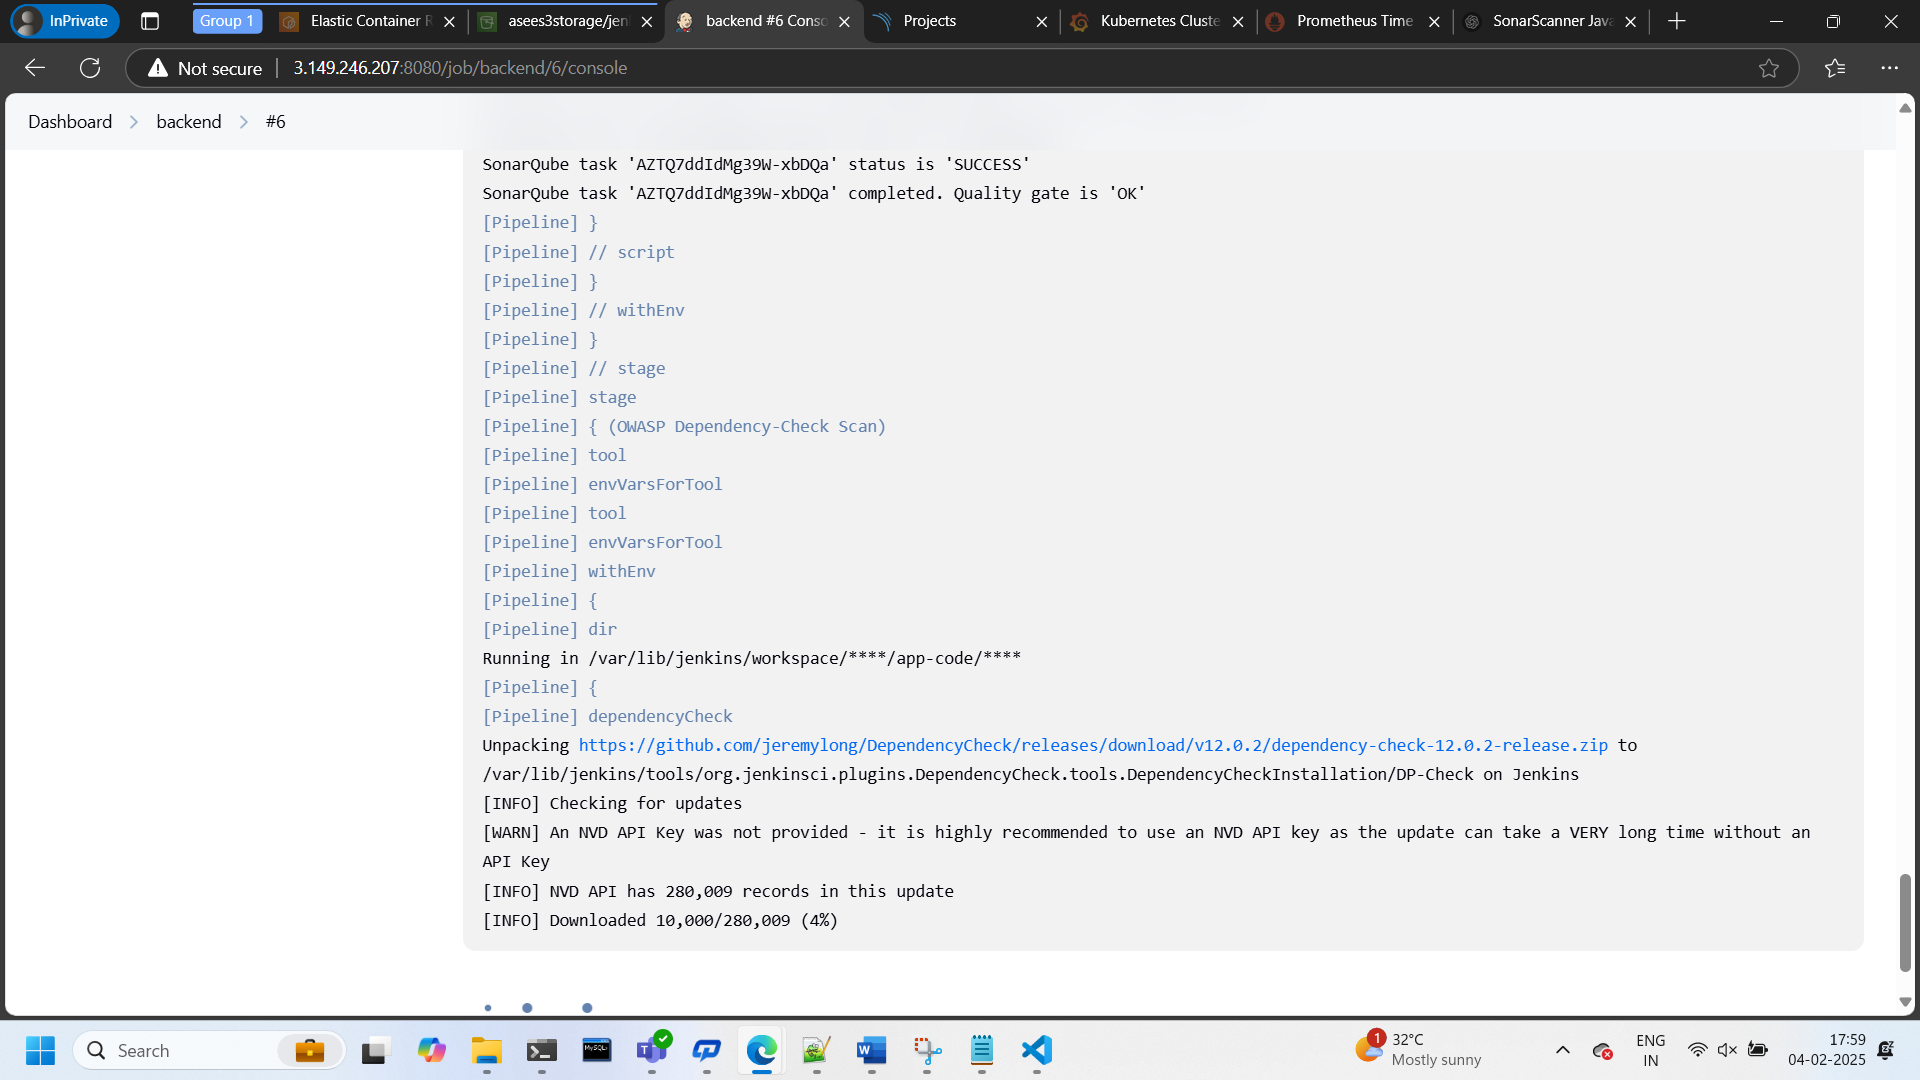 InPrivate
Group 1
Elastic Container R
asees3storage/jen
backend #6 Conso
Projects
Kubernetes Cluste
Prometheus Time
SonarScanner Java
Not secure
3.149.246.207:8080/job/backend/6/console
Dashboard > backend > #6
SonarQube task 'AZTQ7ddIdMg39W-xbDQa' status is 'SUCCESS'
SonarQube task 'AZTQ7ddIdMg39W-xbDQa' completed. Quality gate is 'OK'
[Pipeline] }
[Pipeline] // script
[Pipeline] }
[Pipeline] // withEnv
[Pipeline] }
[Pipeline] // stage
[Pipeline] stage
[Pipeline] { (OWASP Dependency-Check Scan)
[Pipeline] tool
[Pipeline] envVarsForTool
[Pipeline] tool
[Pipeline] envVarsForTool
[Pipeline] withEnv
[Pipeline] {
[Pipeline] dir
Running in /var/lib/jenkins/workspace/****/app-code/****
[Pipeline] {
[Pipeline] dependencyCheck
Unpacking https://github.com/jeremylong/DependencyCheck/releases/download/v12.0.2/dependency-check-12.0.2-release.zip to
/var/lib/jenkins/tools/org.jenkinsci.plugins.DependencyCheck.tools.DependencyCheckInstallation/DP-Check on Jenkins
[INFO] Checking for updates
[WARN] An NVD API Key was not provided - it is highly recommended to use an NVD API key as the update can take a VERY long time without an
API Key
[INFO] NVD API has 280,009 records in this update
[INFO] Downloaded 10,000/280,009 (4%)
Search
MySQL
1
32°C
Mostly sunny
ENG
IN
17:59
04-02-2025